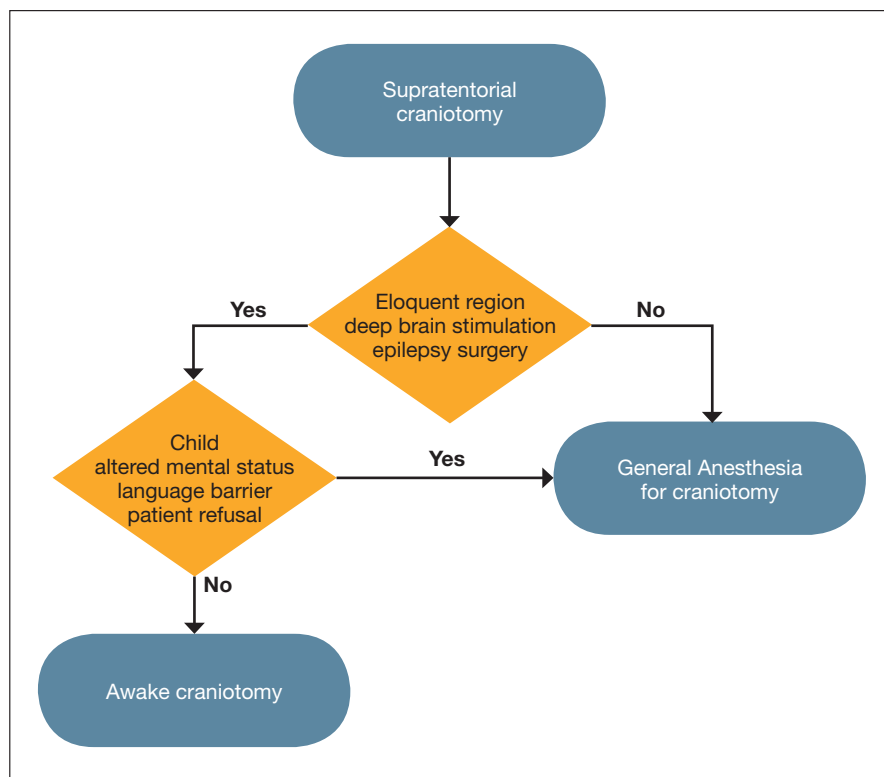 Supratentorial
craniotomy
Eloquent region
deep brain stimulation
epilepsy surgery
Yes
No
Child
altered mental status
language barrier
patient refusal
Yes
General Anesthesia
for craniotomy
No
Awake craniotomy